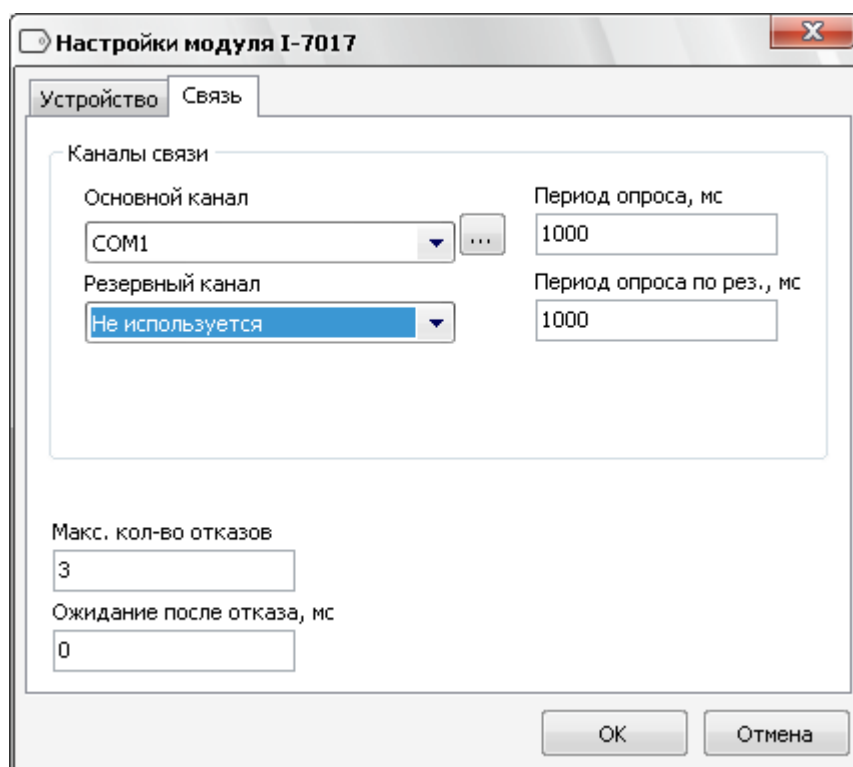 Настройки модуля I-7017
Устройство
Связь
Каналы связи
Основной канал
Период опроса, мс
COM1
...
1000
Резервный канал
Период опроса по рез., мс
Не используется
1000
Макс. кол-во отказов
3
Ожидание после отказа, мс
0
OK
Отмена